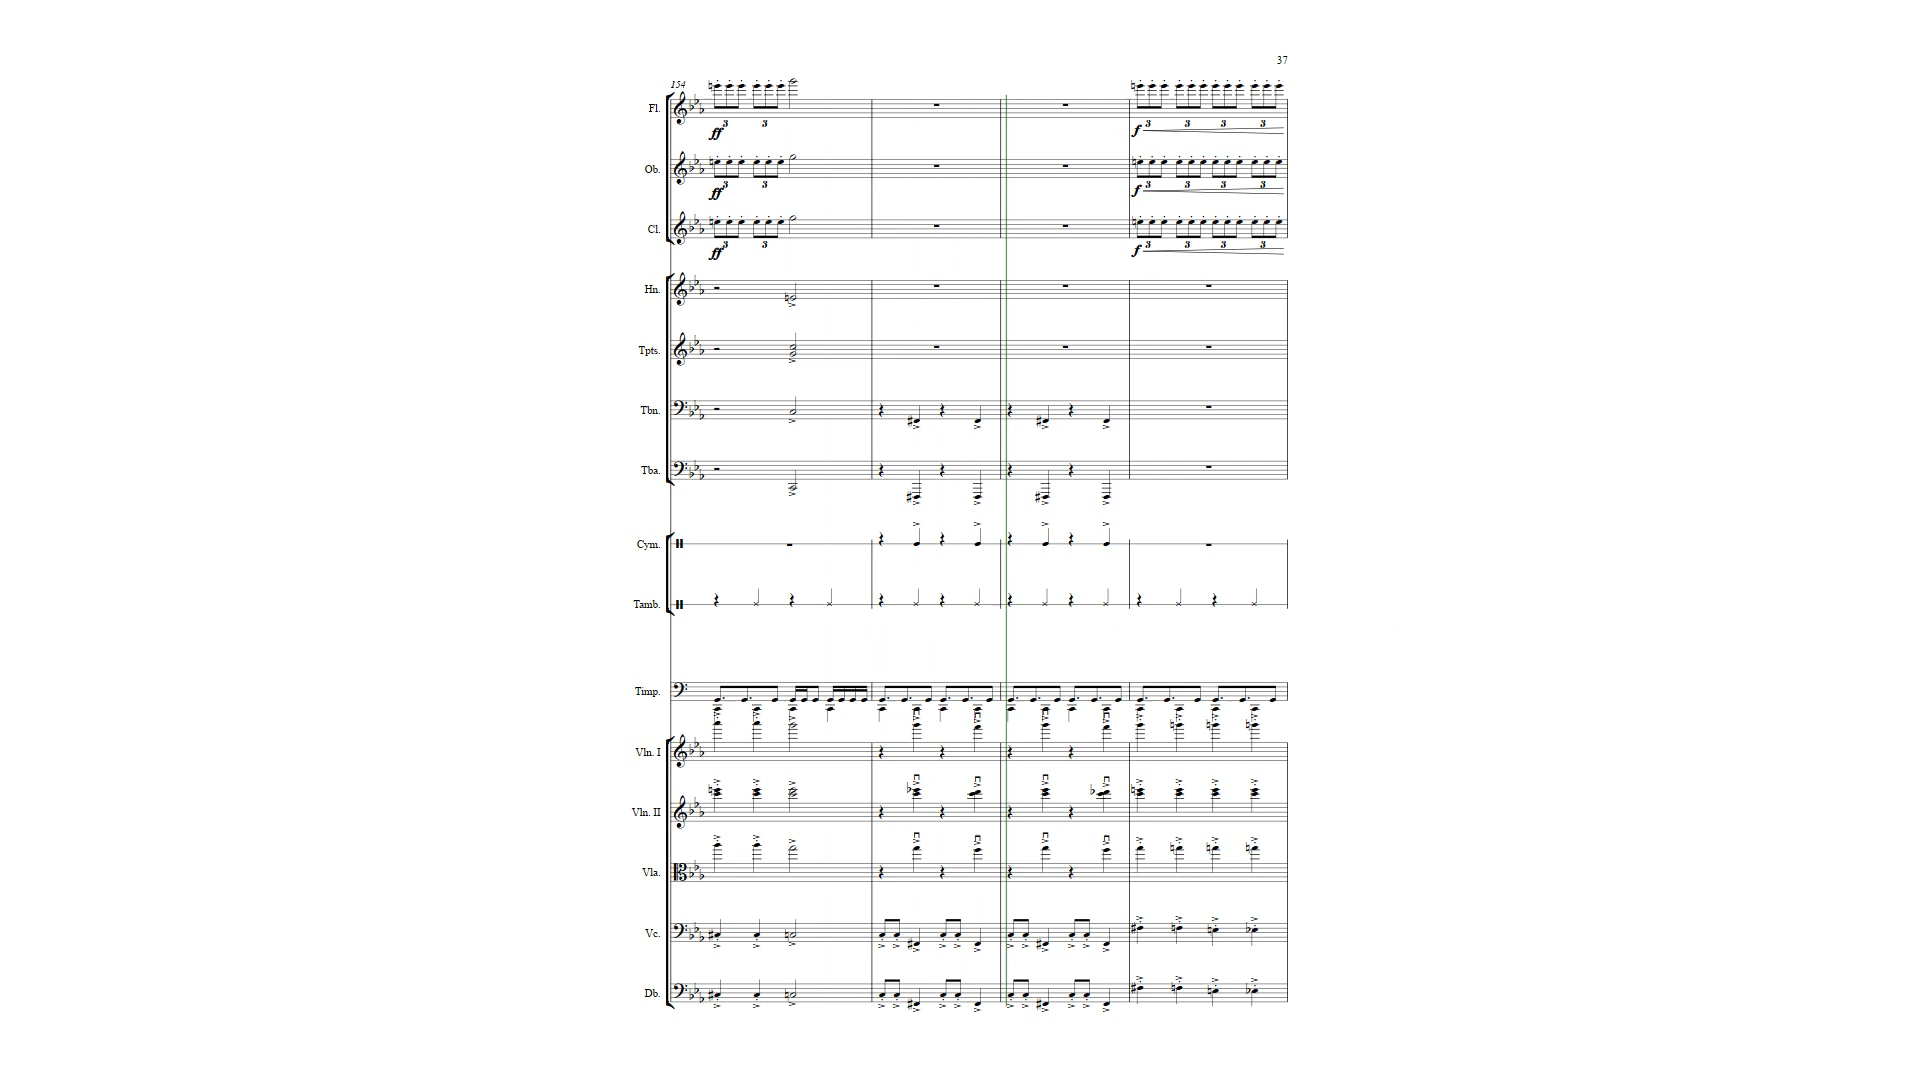 37
154
Fl.
3 3 3 3 3 3
ff f
Ob.
3 3 3 3 3 3
ff f
Cl.
3 3 3 3 3 3
ff f
Hn.
Tpts.
Tbn.
Tba.
Cym.
Tamb.
Timp.
Vln. I
Vln. II
Vla.
Vc.
Db.